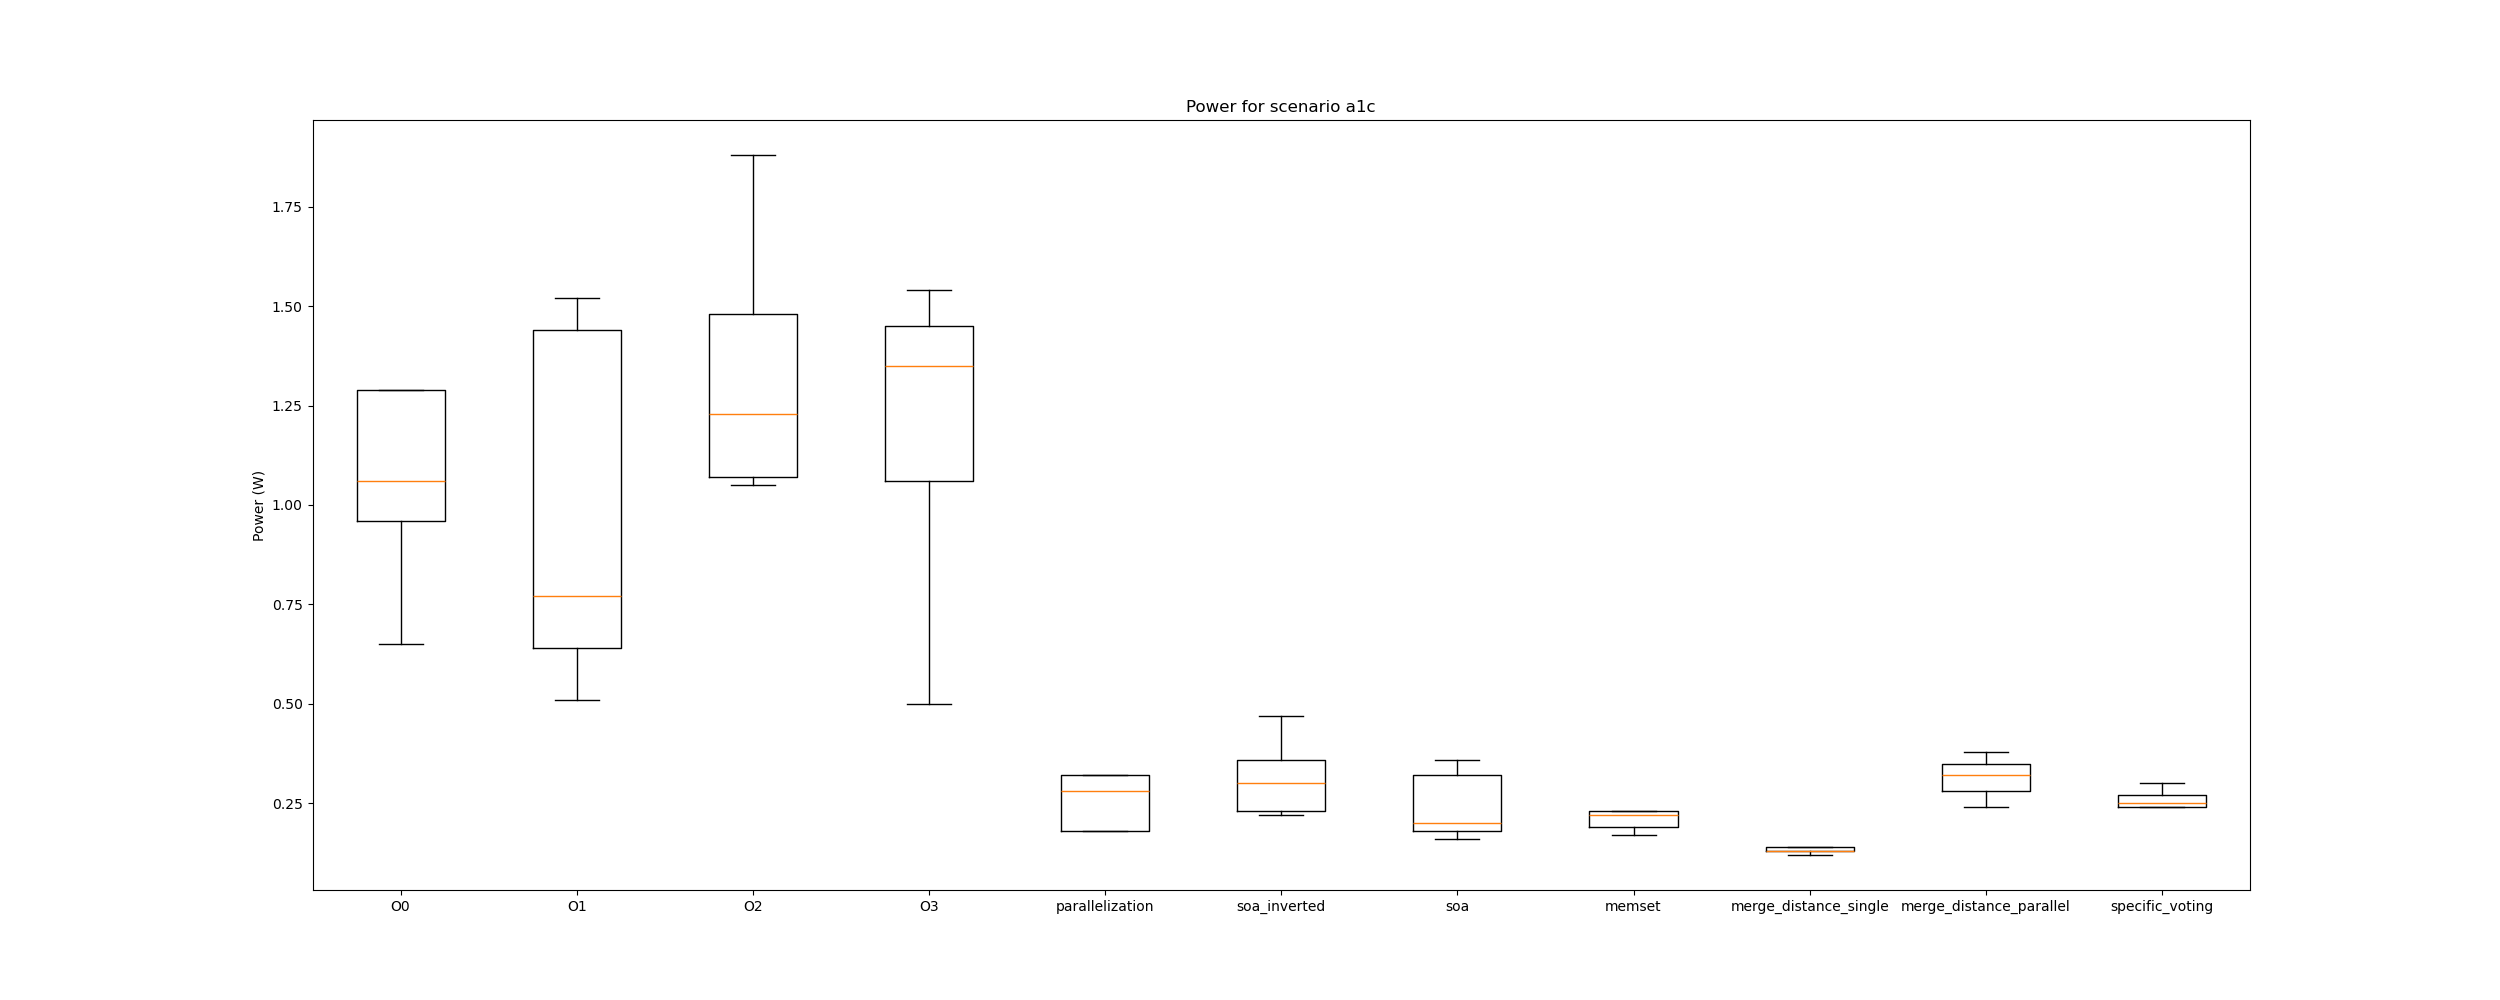 Power for scenario a1c
Power (W)
1.75
1.50
1.25
1.00
0.75
0.50
0.25
O0 O1 O2 O3 parallelization soa_inverted soa memset merge_distance_single merge_distance_parallel specific_voting